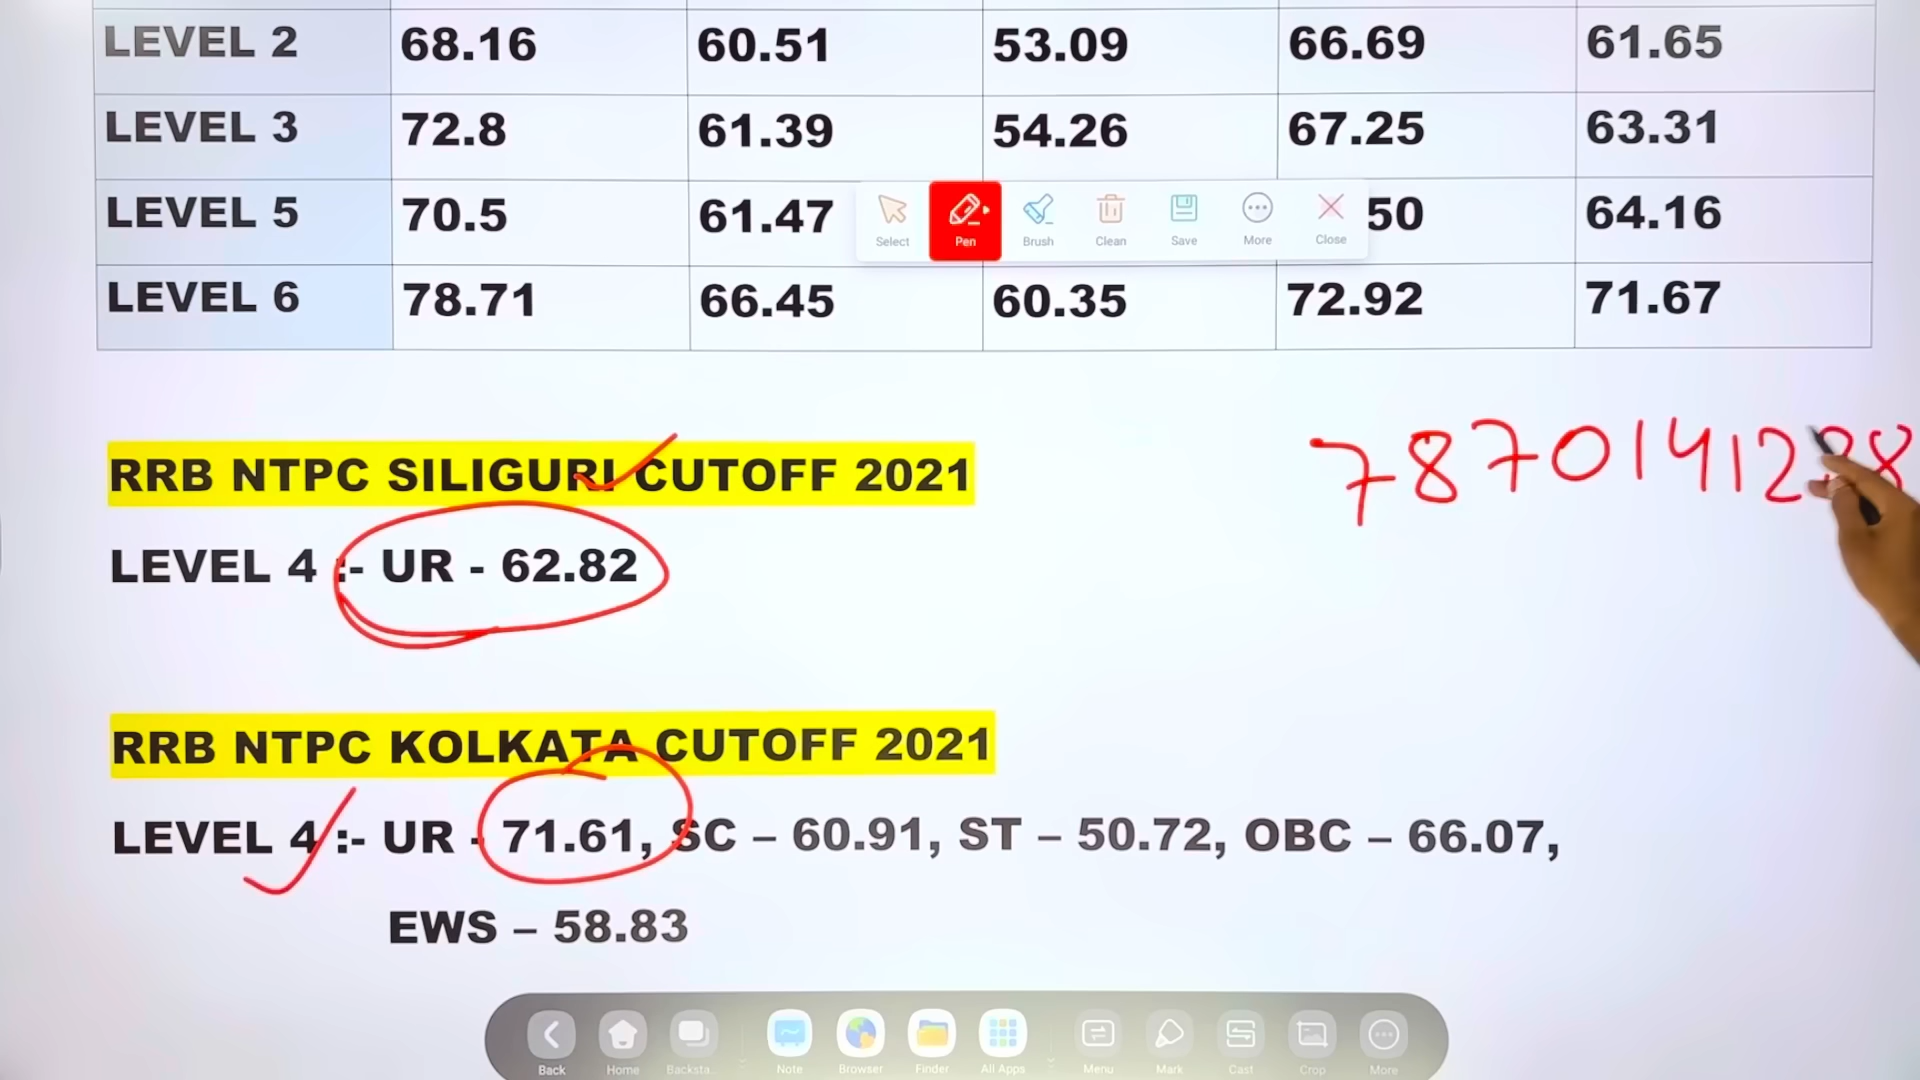 LEVEL 2 68.16 60.51 53.09 66.69 61.65
LEVEL 3 72.8 61.39 54.26 67.25 63.31
LEVEL 5 70.5 61.47 50 64.16
Select Pen Brush Clean Save More Close
LEVEL 6 78.71 66.45 60.35 72.92 71.67
RRB NTPC SILIGURI CUTOFF 2021
78701412
LEVEL 4 :- UR - 62.82
RRB NTPC KOLKATA CUTOFF 2021
LEVEL 4 :- UR - 71.61, SC – 60.91, ST – 50.72, OBC – 66.07,
EWS – 58.83
Back Home Backsta... Note Browser Finder All Apps Menu Mark Cast Crop More